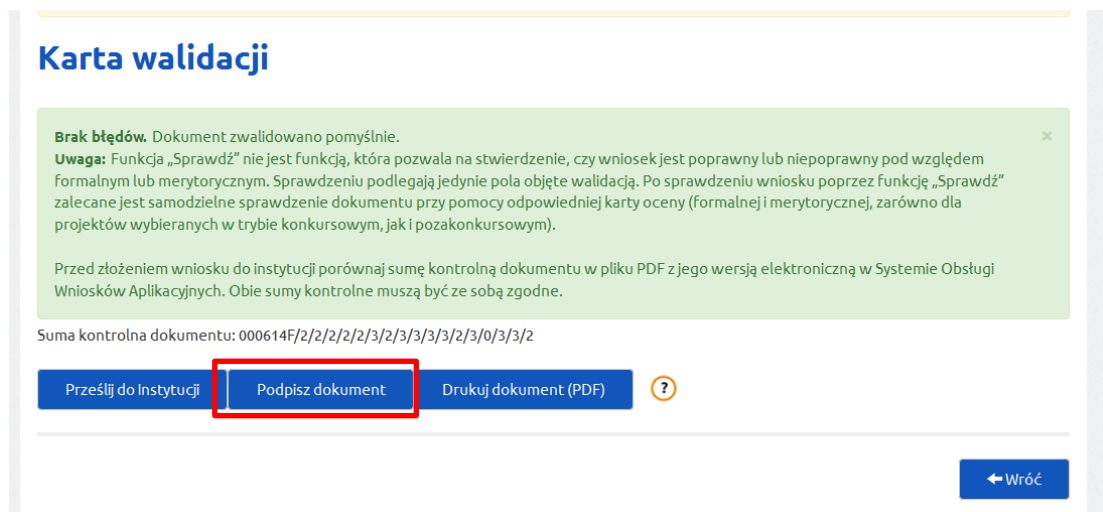 Karta walidacji
Brak błędów. Dokument zwalidowano pomyślnie.
×
Uwaga: Funkcja „Sprawdź” nie jest funkcją, która pozwala na stwierdzenie, czy wniosek jest poprawny lub niepoprawny pod względem
formalnym lub merytorycznym. Sprawdzeniu podlegają jedynie pola objęte walidacją. Po sprawdzeniu wniosku poprzez funkcję „Sprawdź”
zalecane jest samodzielne sprawdzenie dokumentu przy pomocy odpowiedniej karty oceny (formalnej i merytorycznej, zarówno dla
projektów wybieranych w trybie konkursowym, jak i pozakonkursowym).
Przed złożeniem wniosku do instytucji porównaj sumę kontrolną dokumentu w pliku PDF z jego wersją elektroniczną w Systemie Obsługi
Wniosków Aplikacyjnych. Obie sumy kontrolne muszą być ze sobą zgodne.
Suma kontrolna dokumentu: 000614F/2/2/2/2/2/3/2/3/3/3/3/2/3/0/3/3/2
Prześlij do Instytucji Podpisz dokument Drukuj dokument (PDF) ?
Wróć